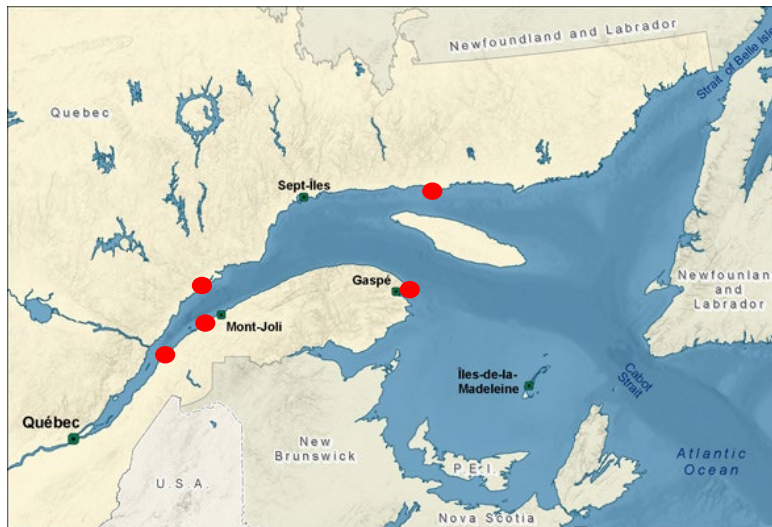 Newfoundland and Labrador
Strait of Belle Isle
Quebec
Sept-Îles
Gaspé
Newfoundland
and
Labrador
Mont-Joli
Îles-de-la-
Madeleine
Cabot
Strait
Québec
New
Brunswick
P.E.I.
Atlantic
Ocean
U.S.A.
Nova Scotia